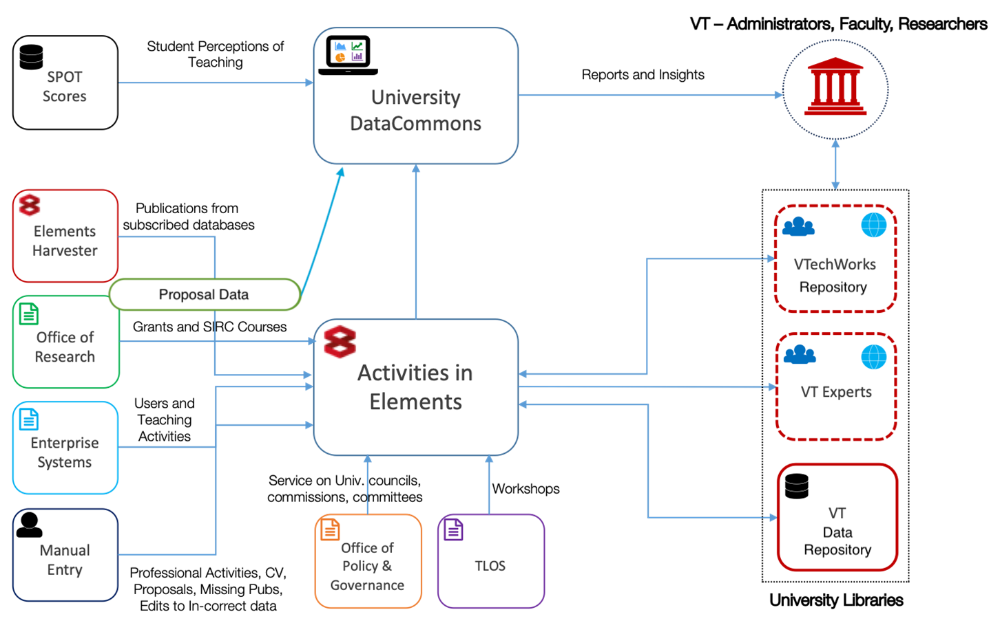 VT – Administrators, Faculty, Researchers
SPOT
Scores
Student Perceptions of
Teaching
University
DataCommons
Reports and Insights
Elements
Harvester
Publications from
subscribed databases
Proposal Data
Office of
Research
Grants and SIRC Courses
Activities in
Elements
Enterprise
Systems
Users and
Teaching
Activities
Manual
Entry
Professional Activities, CV,
Proposals, Missing Pubs,
Edits to In-correct data
Service on Univ. councils,
commissions, committees
Office of
Policy &
Governance
Workshops
TLOS
VTechWorks
Repository
VT Experts
VT
Data
Repository
University Libraries